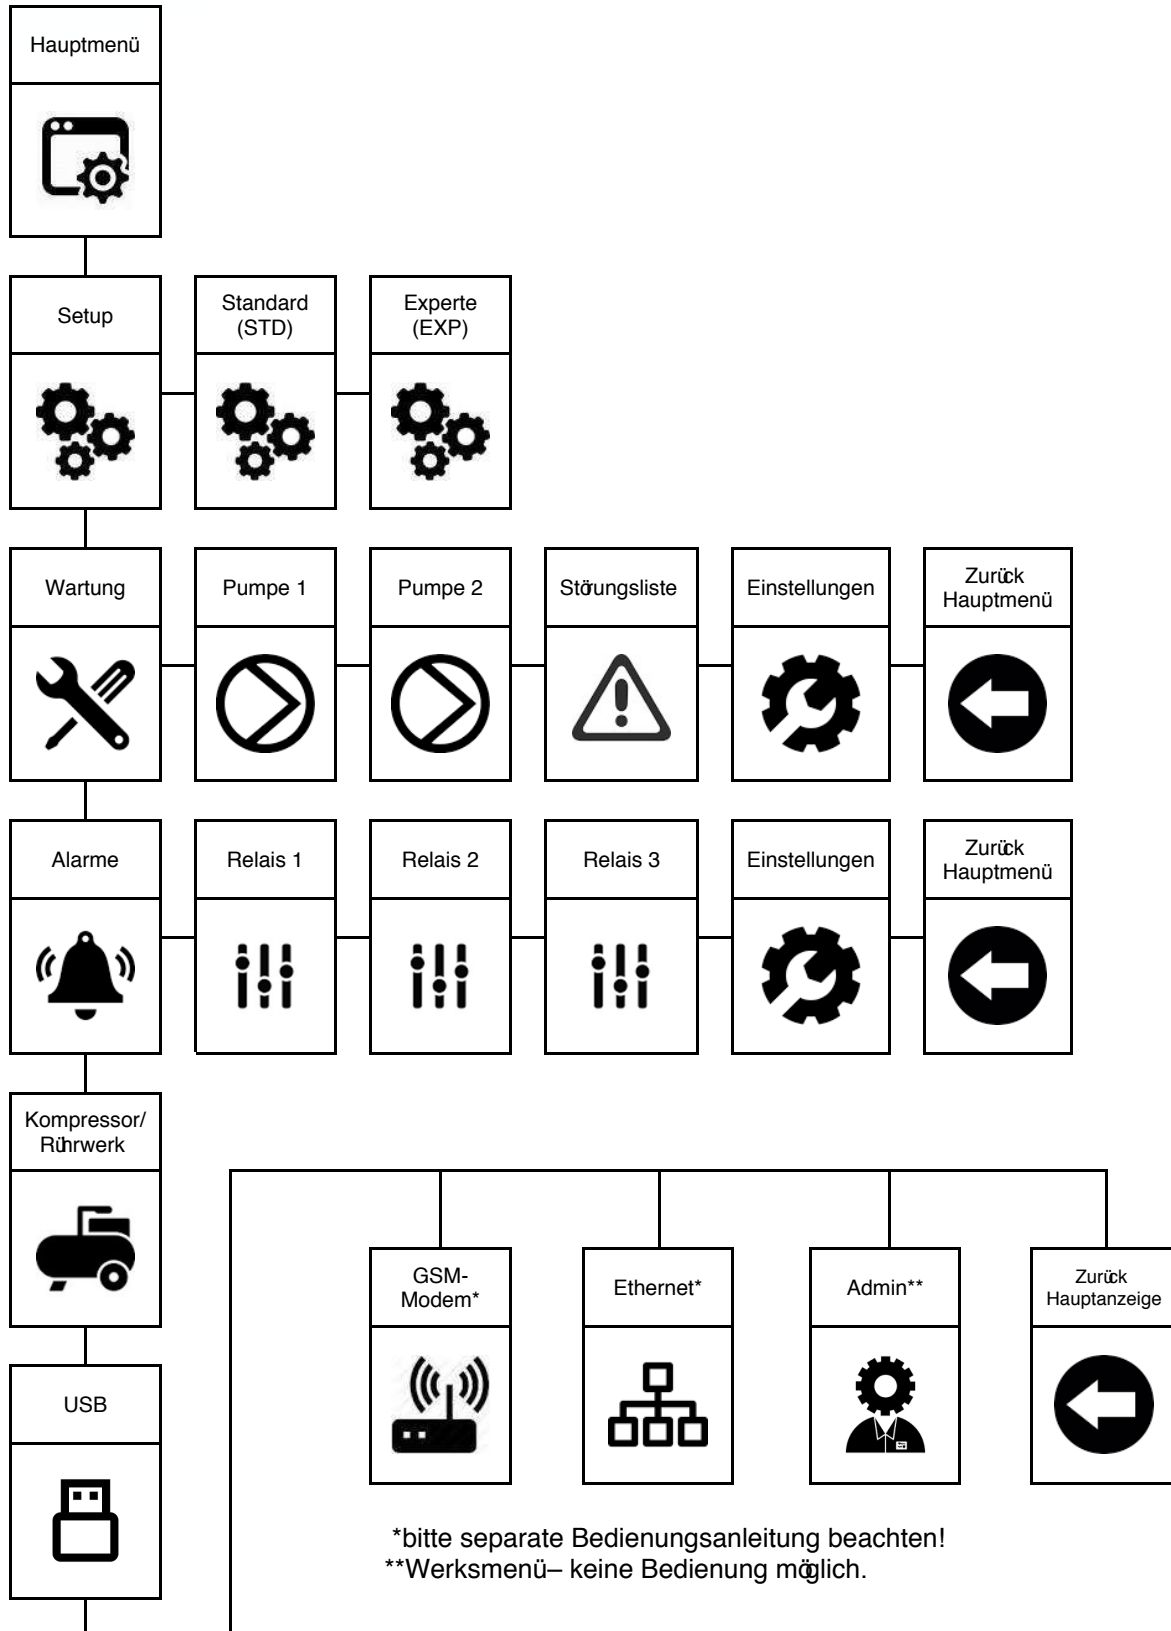 Hauptmenü
Setup
Standard
(STD)
Experte
(EXP)
Wartung
Pumpe 1
Pumpe 2
Störungsliste
Einstellungen
Zurück
Hauptmenü
Alarme
Relais 1
Relais 2
Relais 3
Einstellungen
Zurück
Hauptmenü
Kompressor/
Rührwerk
GSM-
Modem*
Ethernet*
Admin**
Zurück
Hauptanzeige
USB
*bitte separate Bedienungsanleitung beachten!
**Werksmenü– keine Bedienung möglich.